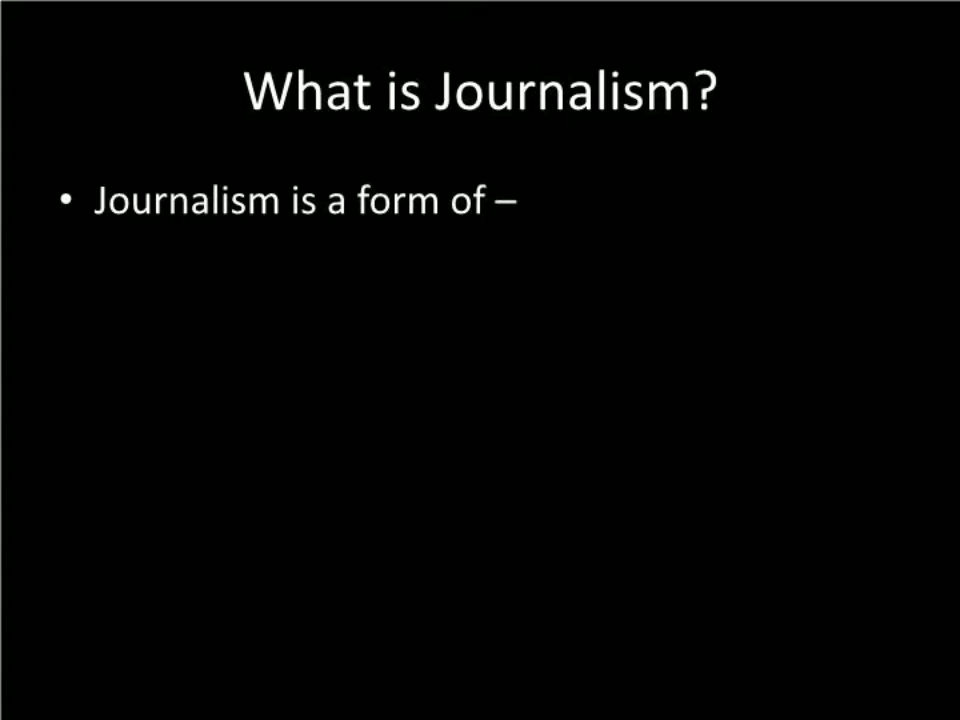 What is Journalism?
• Journalism is a form of –